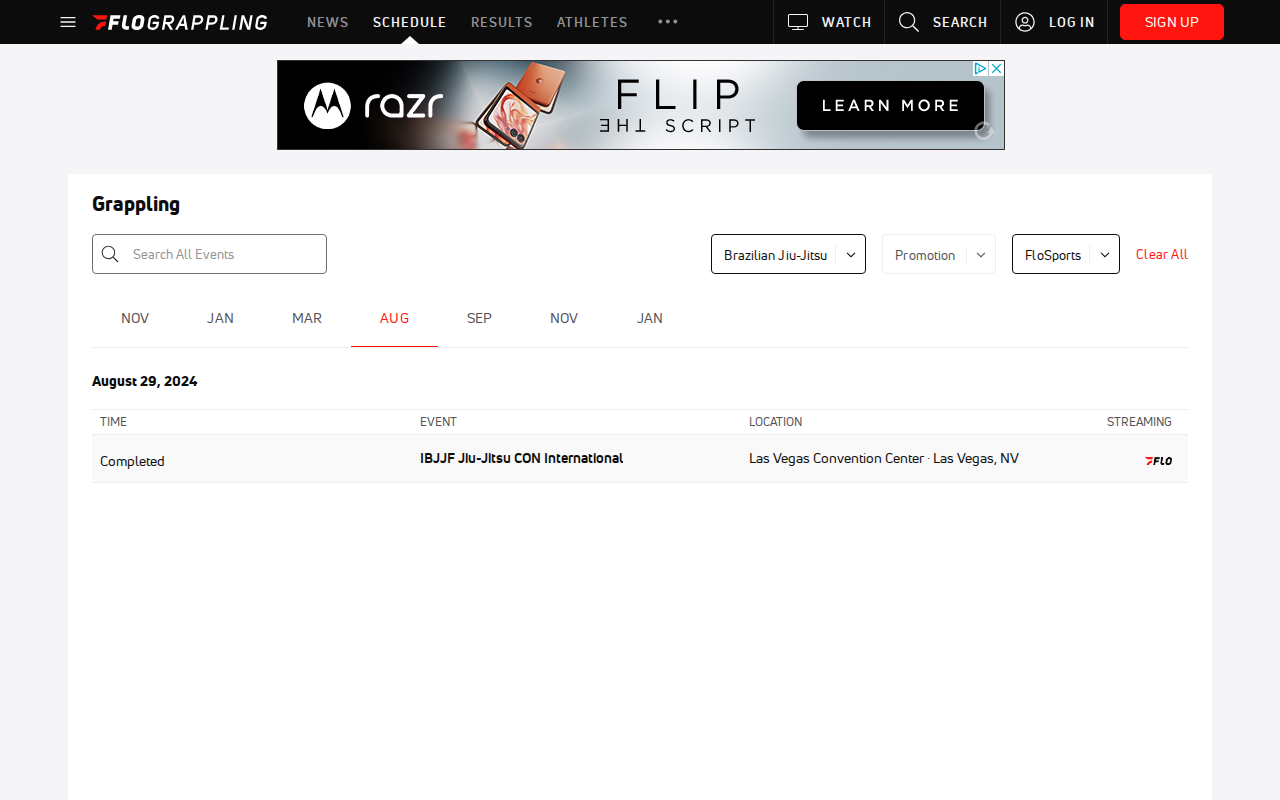 FLOGRAPPLING NEWS SCHEDULE RESULTS ATHLETES ••• WATCH SEARCH LOG IN SIGN UP
razr FLIP THE SCRIPT LEARN MORE
Grappling
Search All Events Brazilian Jiu-Jitsu Promotion FloSports Clear All
NOV JAN MAR AUG SEP NOV JAN
August 29, 2024
TIME EVENT LOCATION STREAMING
Completed IBJJF Jiu-Jitsu CON International Las Vegas Convention Center · Las Vegas, NV FLO